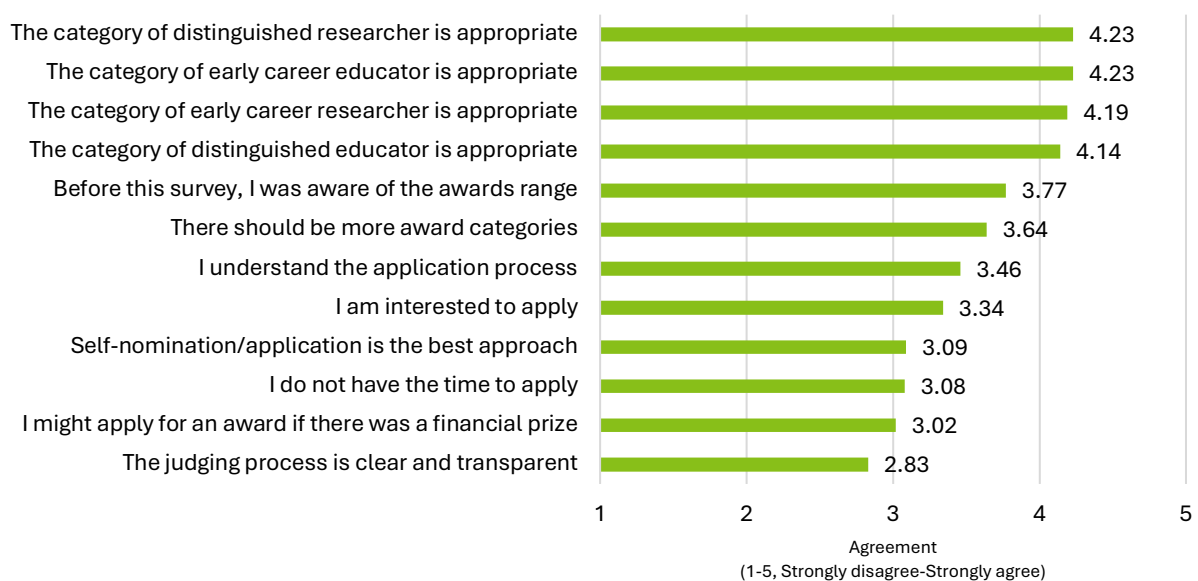 The category of distinguished researcher is appropriate 4.23
The category of early career educator is appropriate 4.23
The category of early career researcher is appropriate 4.19
The category of distinguished educator is appropriate 4.14
Before this survey, I was aware of the awards range 3.77
There should be more award categories 3.64
I understand the application process 3.46
I am interested to apply 3.34
Self-nomination/application is the best approach 3.09
I do not have the time to apply 3.08
I might apply for an award if there was a financial prize 3.02
The judging process is clear and transparent 2.83
1 2 3 4 5
Agreement
(1-5, Strongly disagree-Strongly agree)